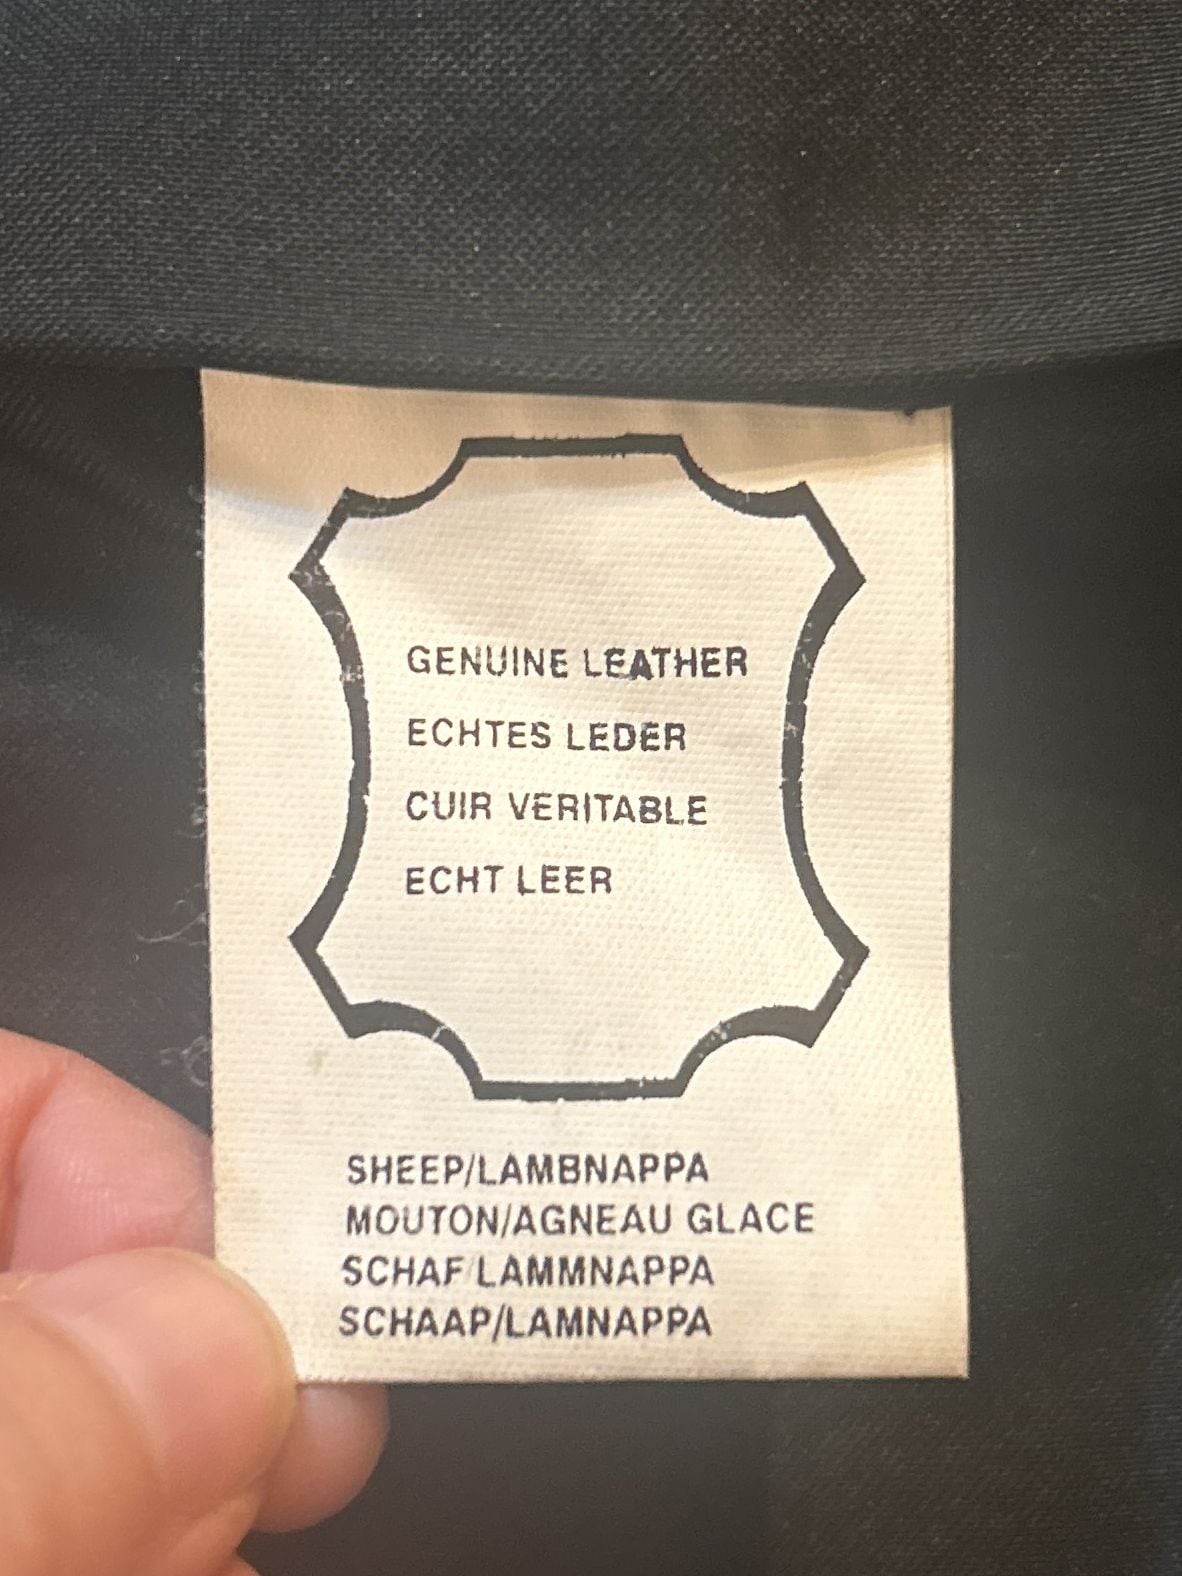 GENUINE LEATHER
ECHTES LEDER
CUIR VERITABLE
ECHT LEER
SHEEP/LAMBNAPPA
MOUTON/AGNEAU GLACE
SCHAF LAMMNAPPA
SCHAAP/LAMNAPPA